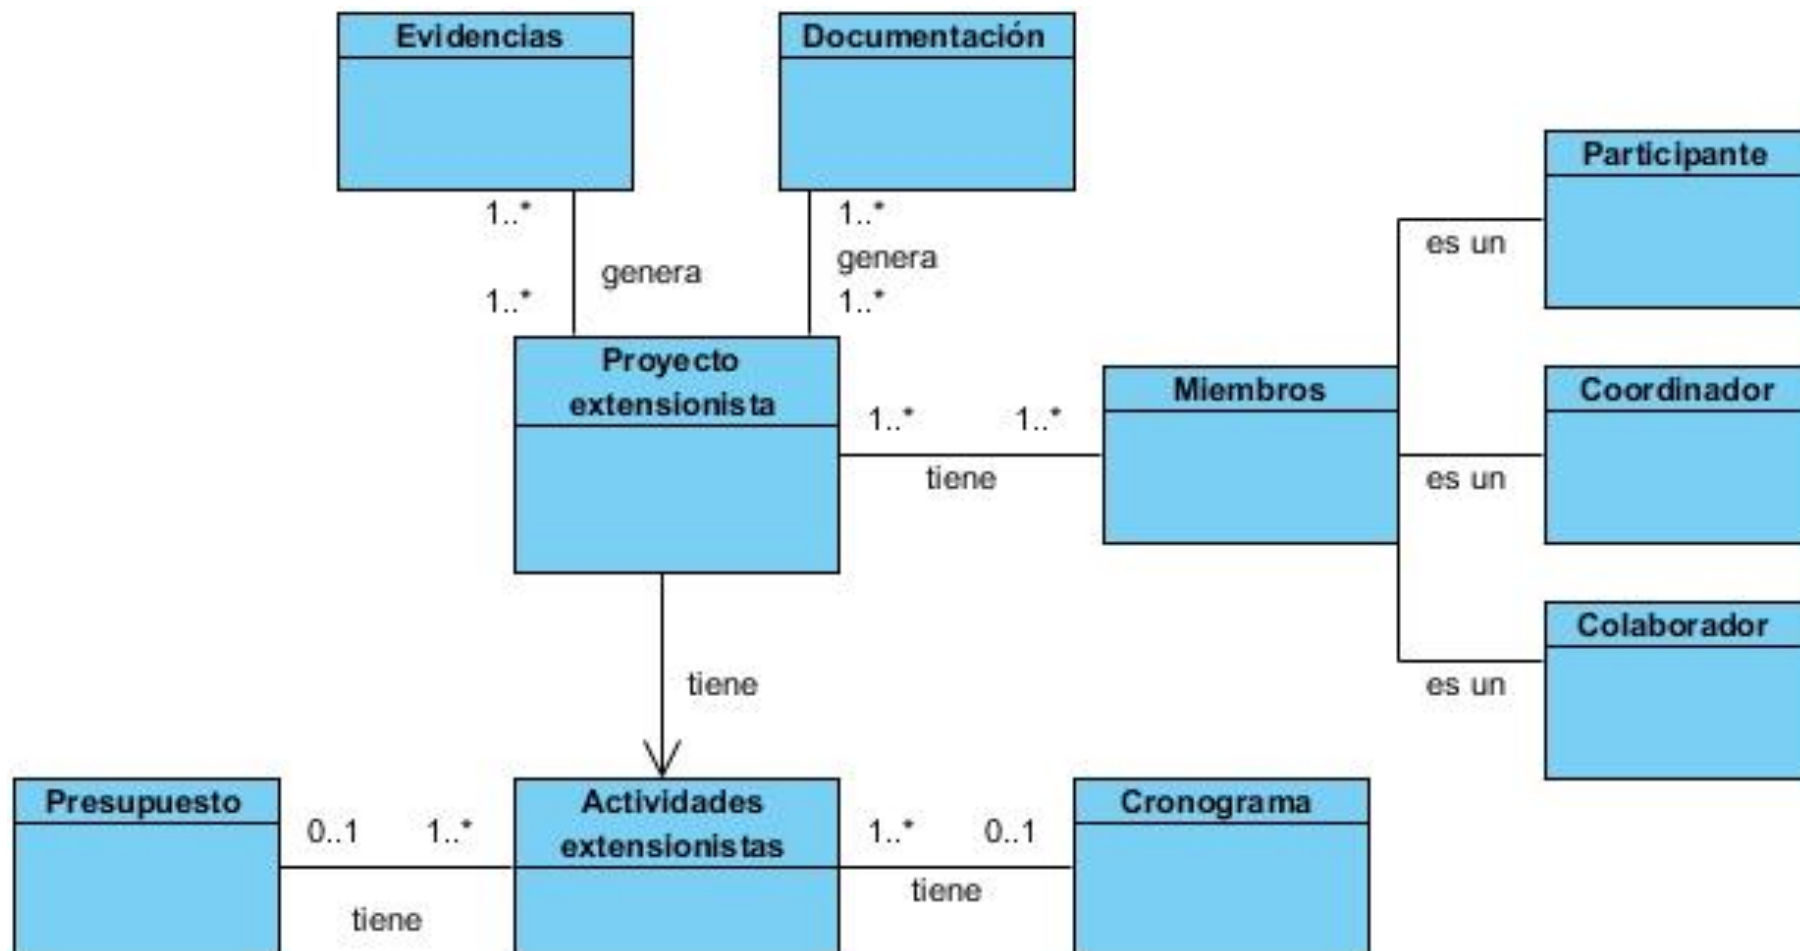 Evidencias
Documentación
Participante
1..*
1..*
es un
genera
genera
1..*
1..*
Proyecto
extensionista
Miembros
Coordinador
1..*
1..*
tiene
es un
Colaborador
tiene
es un
Presupuesto
Actividades
extensionistas
Cronograma
0..1
1..*
1..*
0..1
tiene
tiene